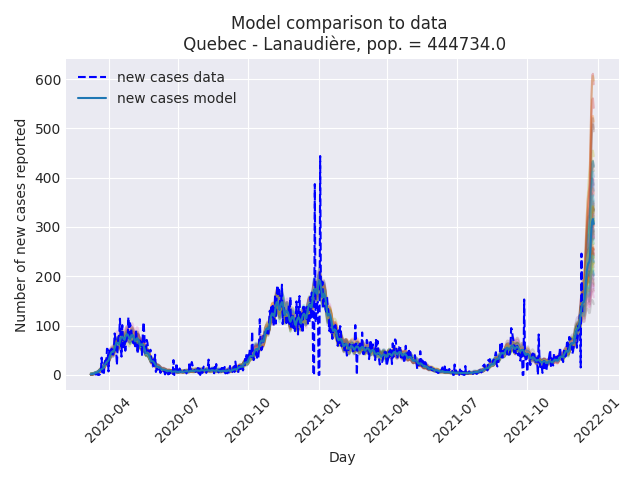 Model comparison to data
Quebec - Lanaudière, pop. = 444734.0
new cases data
new cases model
Number of new cases reported
600
500
400
300
200
100
0
2020-04
2020-07
2020-10
2021-01
2021-04
2021-07
2021-10
2022-01
Day